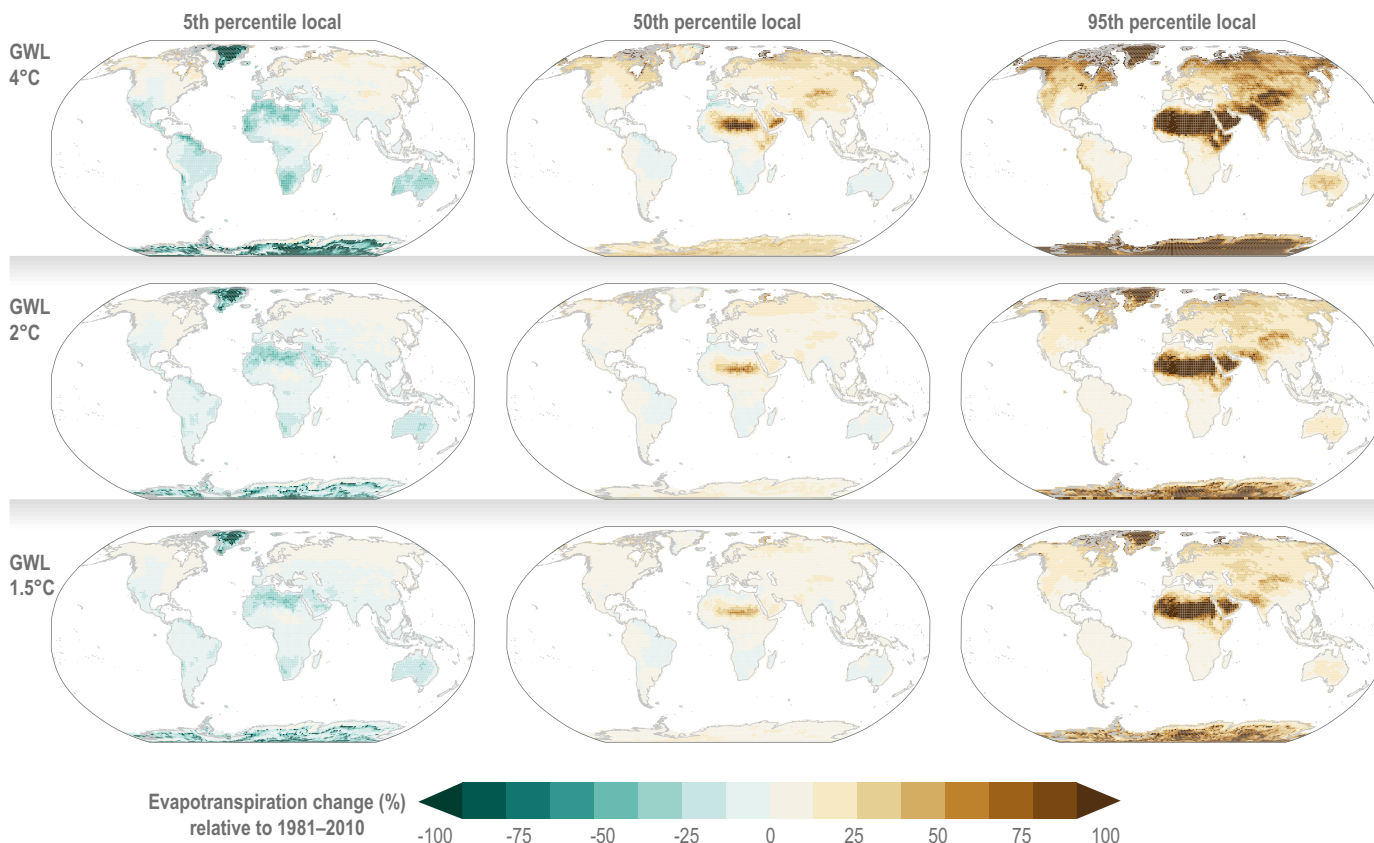 5th percentile local
50th percentile local
95th percentile local
GWL
4°C
GWL
2°C
GWL
1.5°C
Evapotranspiration change (%)
relative to 1981–2010
-100 -75 -50 -25 0 25 50 75 100